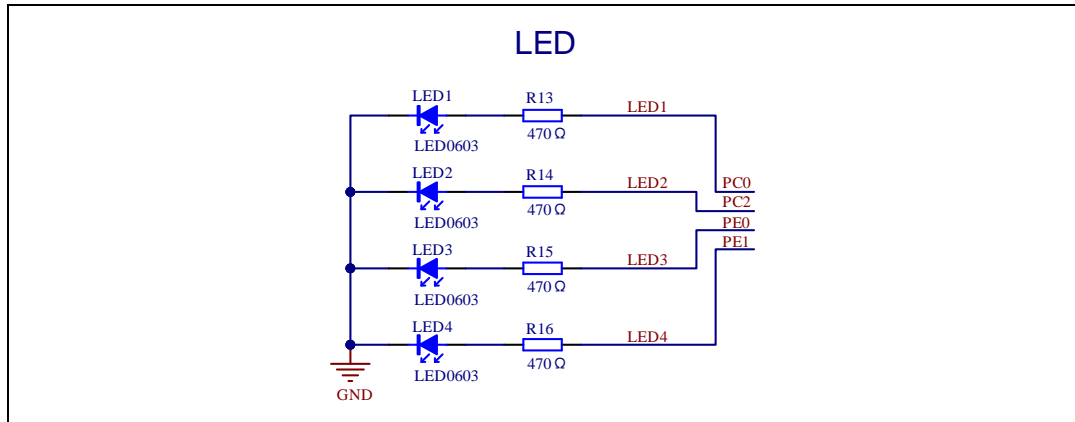 LED
LED1
R13
LED1
470Ω
LED0603
LED2
R14
LED2
PC0
470Ω
PC2
LED0603
PE0
PE1
LED3
R15
LED3
470Ω
LED0603
LED4
R16
LED4
470Ω
LED0603
GND